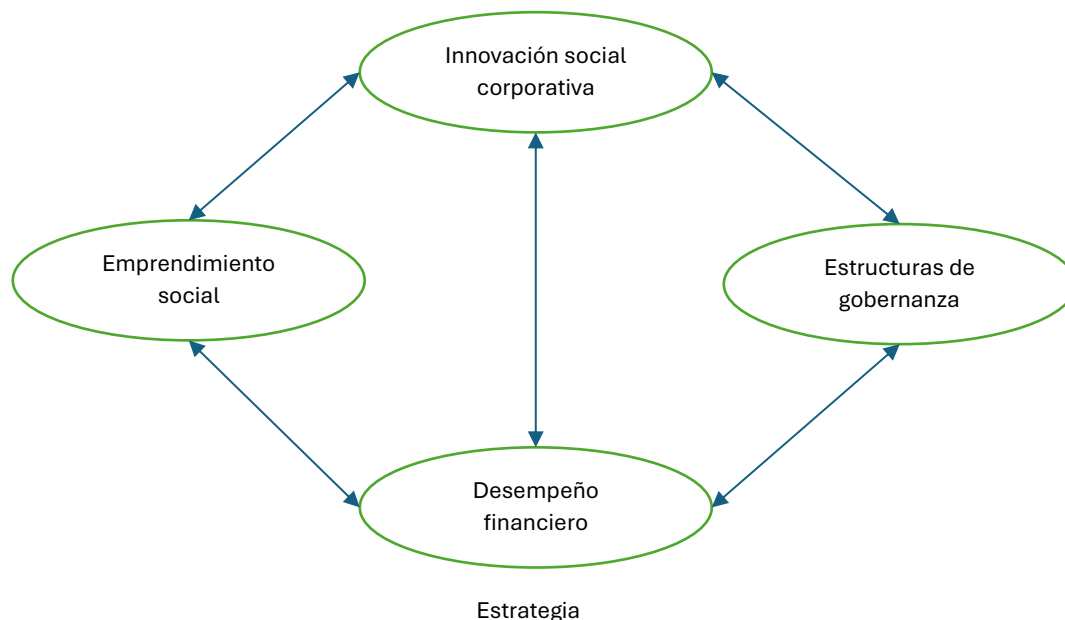 Innovación social
corporativa
Emprendimiento
social
Estructuras de
gobernanza
Desempeño
financiero
Estrategia